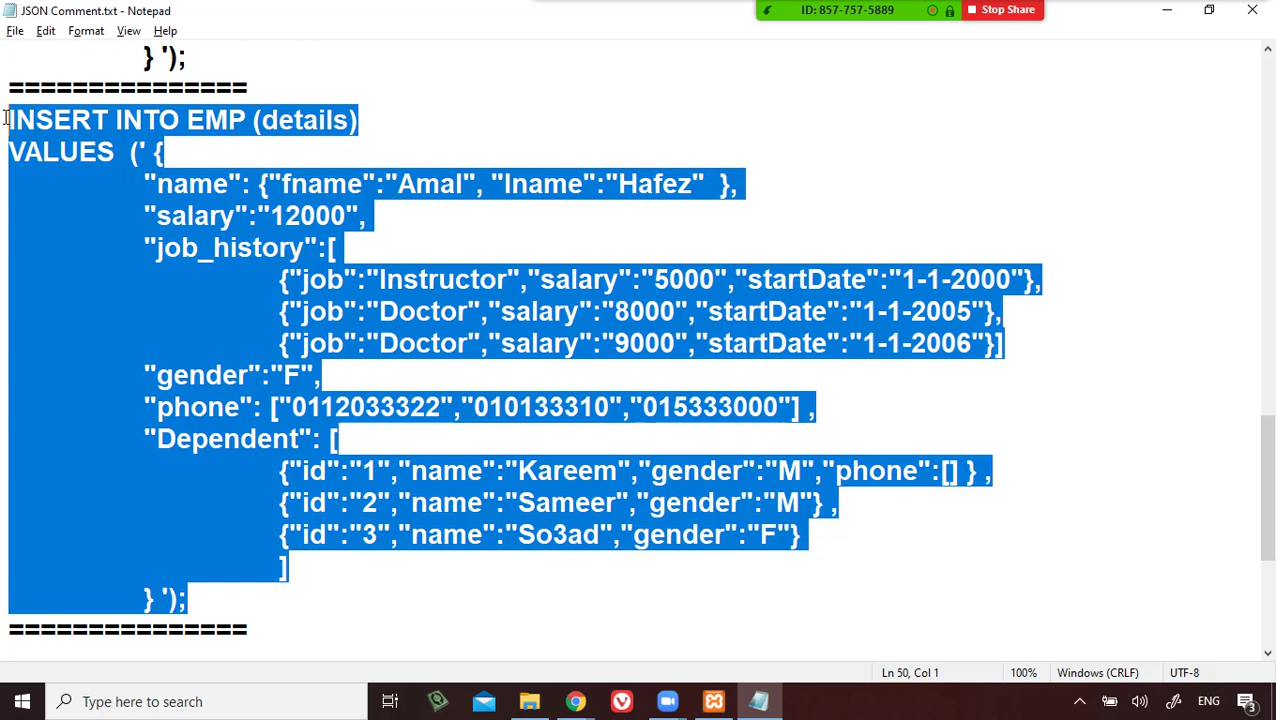 JSON Comment.txt - Notepad
ID: 857-757-5889
Stop Share
File Edit Format View Help
} ');
===============
INSERT INTO EMP (details)
VALUES (' {
"name": {"fname":"Amal", "lname":"Hafez" },
"salary":"12000",
"job_history":[
{"job":"Instructor","salary":"5000","startDate":"1-1-2000"},
{"job":"Doctor","salary":"8000","startDate":"1-1-2005"},
{"job":"Doctor","salary":"9000","startDate":"1-1-2006"}]
"gender":"F",
"phone": ["0112033322","010133310","015333000"] ,
"Dependent": [
{"id":"1","name":"Kareem","gender":"M","phone":[] } ,
{"id":"2","name":"Sameer","gender":"M"} ,
{"id":"3","name":"So3ad","gender":"F"}
]
} ');
===============
Ln 50, Col 1 100% Windows (CRLF) UTF-8
Type here to search
ENG
3